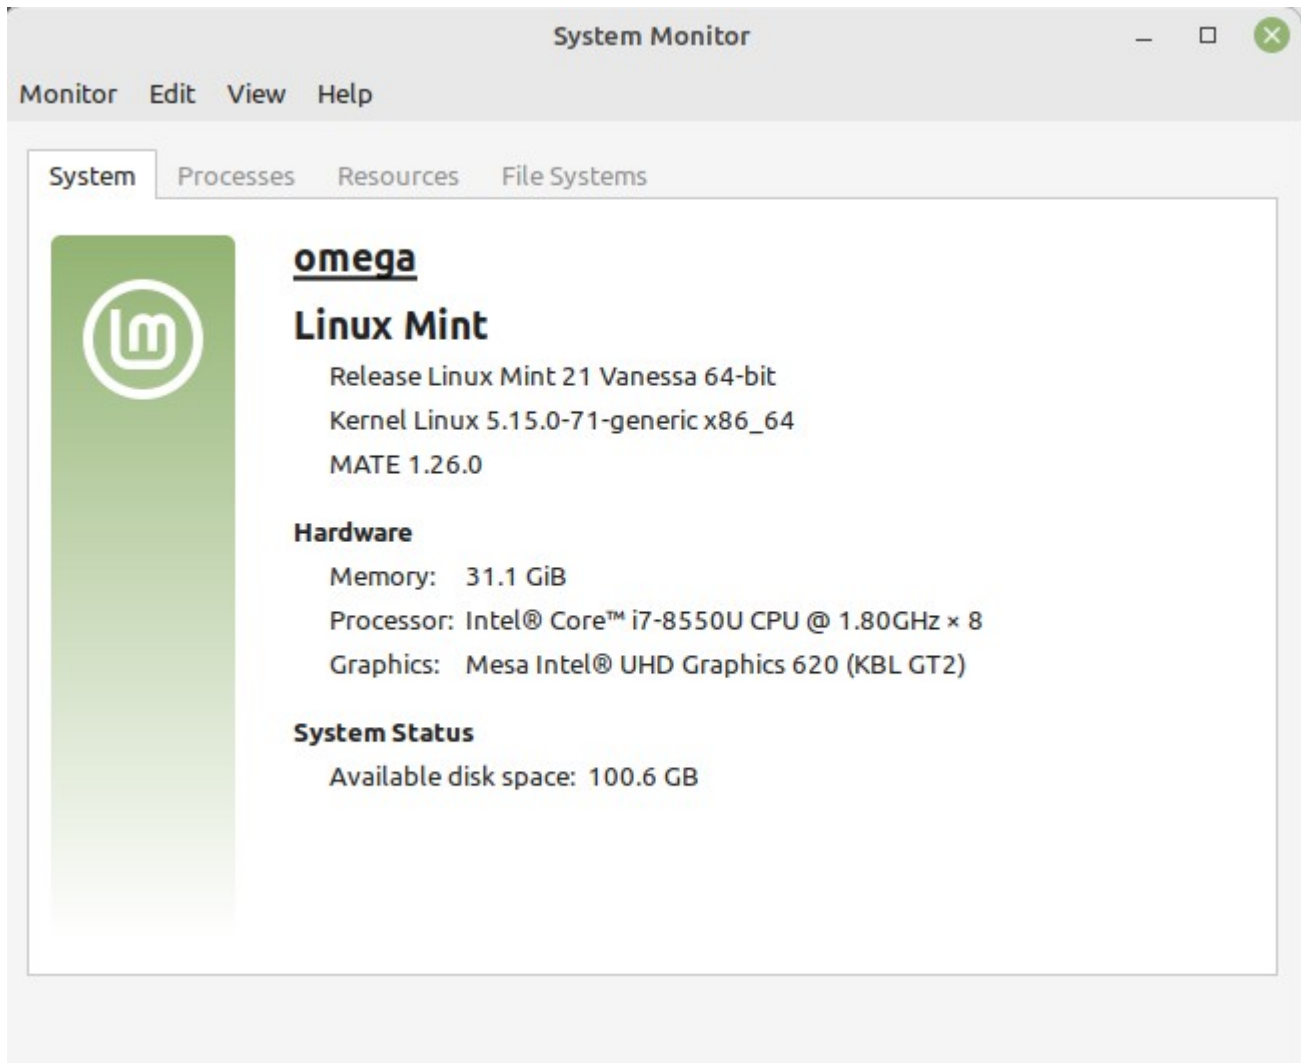 System Monitor
Monitor Edit View Help
System Processes Resources File Systems
omega
Linux Mint
Release Linux Mint 21 Vanessa 64-bit
Kernel Linux 5.15.0-71-generic x86_64
MATE 1.26.0
Hardware
Memory: 31.1 GiB
Processor: Intel® Core™ i7-8550U CPU @ 1.80GHz × 8
Graphics: Mesa Intel® UHD Graphics 620 (KBL GT2)
System Status
Available disk space: 100.6 GB